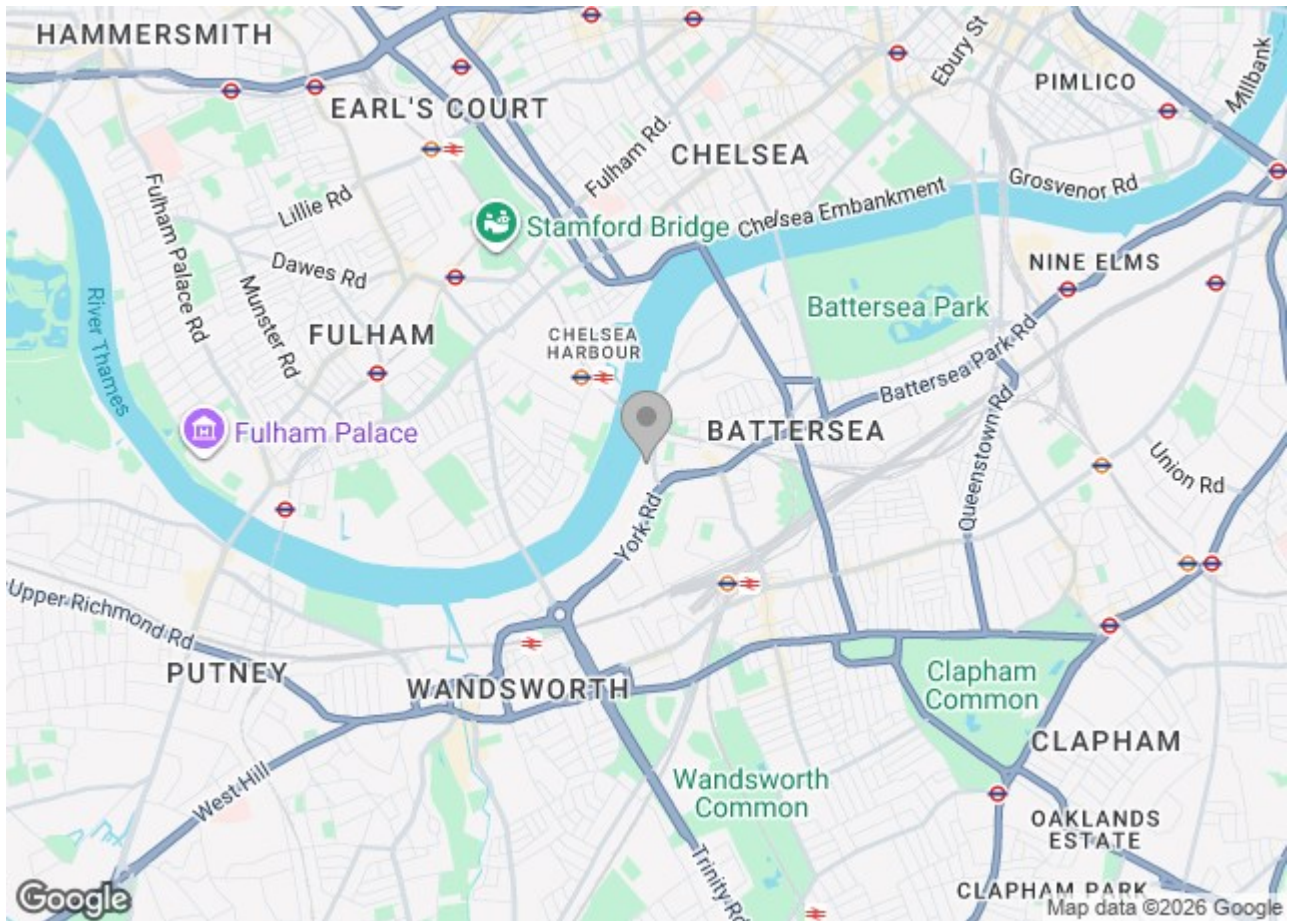 HAMMERSMITH
Ebury St
PIMLICO
Millbank
EARL'S COURT
Fulham Rd.
CHELSEA
Lillie Rd
Fulham Palace Rd
Grosvenor Rd
Chelsea Embankment
Stamford Bridge
Dawes Rd
NINE ELMS
Munster Rd
River Thames
FULHAM
CHELSEA
HARBOUR
Battersea Park
Battersea Park Rd
Fulham Palace
BATTERSEA
Queenstown Rd
Union Rd
York Rd
Upper Richmond Rd
PUTNEY
WANDSWORTH
Clapham
Common
CLAPHAM
West Hill
Wandsworth
Common
OAKLANDS
ESTATE
Trinity Rd
CLAPHAM PARK
Google
Map data ©2026 Google